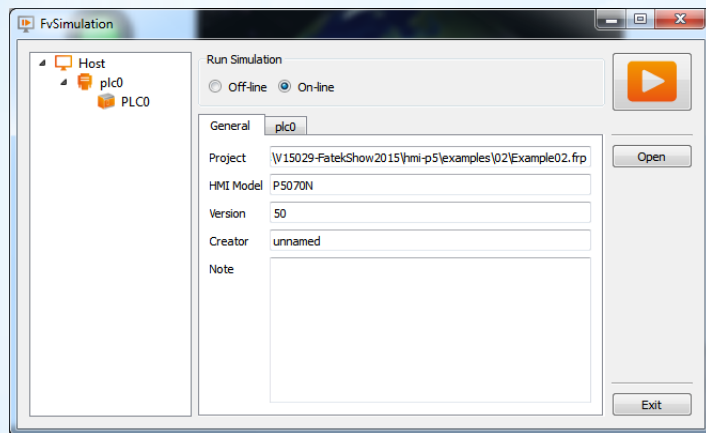 FvSimulation
Host
plc0
PLC0
Run Simulation
Off-line On-line
General plc0
Project \V15029-FatekShow2015\hmi-p5\examples\02\Example02.frp
Open
HMI Model P5070N
Version 50
Creator unnamed
Note
Exit